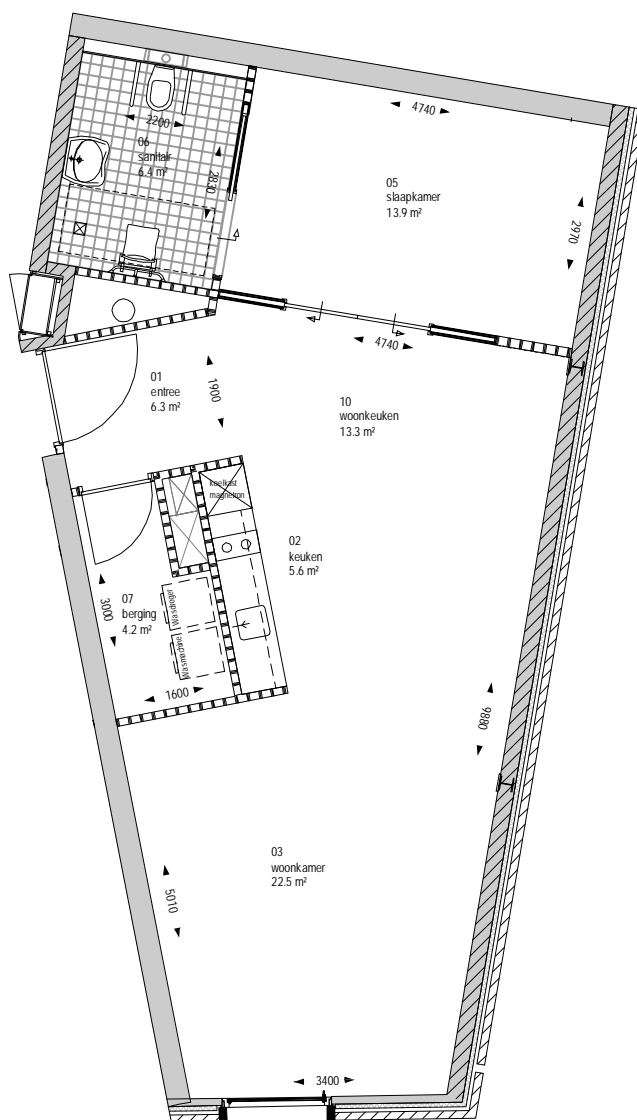 4740
2200
06
sanitair
6.4 m²
2830
05
slaapkamer
13.9 m²
2970
4740
01
entree
6.3 m²
1900
10
woonkeuken
13.3 m²
koelkast
magnetron
02
keuken
5.6 m²
07
berging
4.2 m²
3000
Wasdroger
Wasmachine
1600
9880
03
woonkamer
22.5 m²
5010
3400